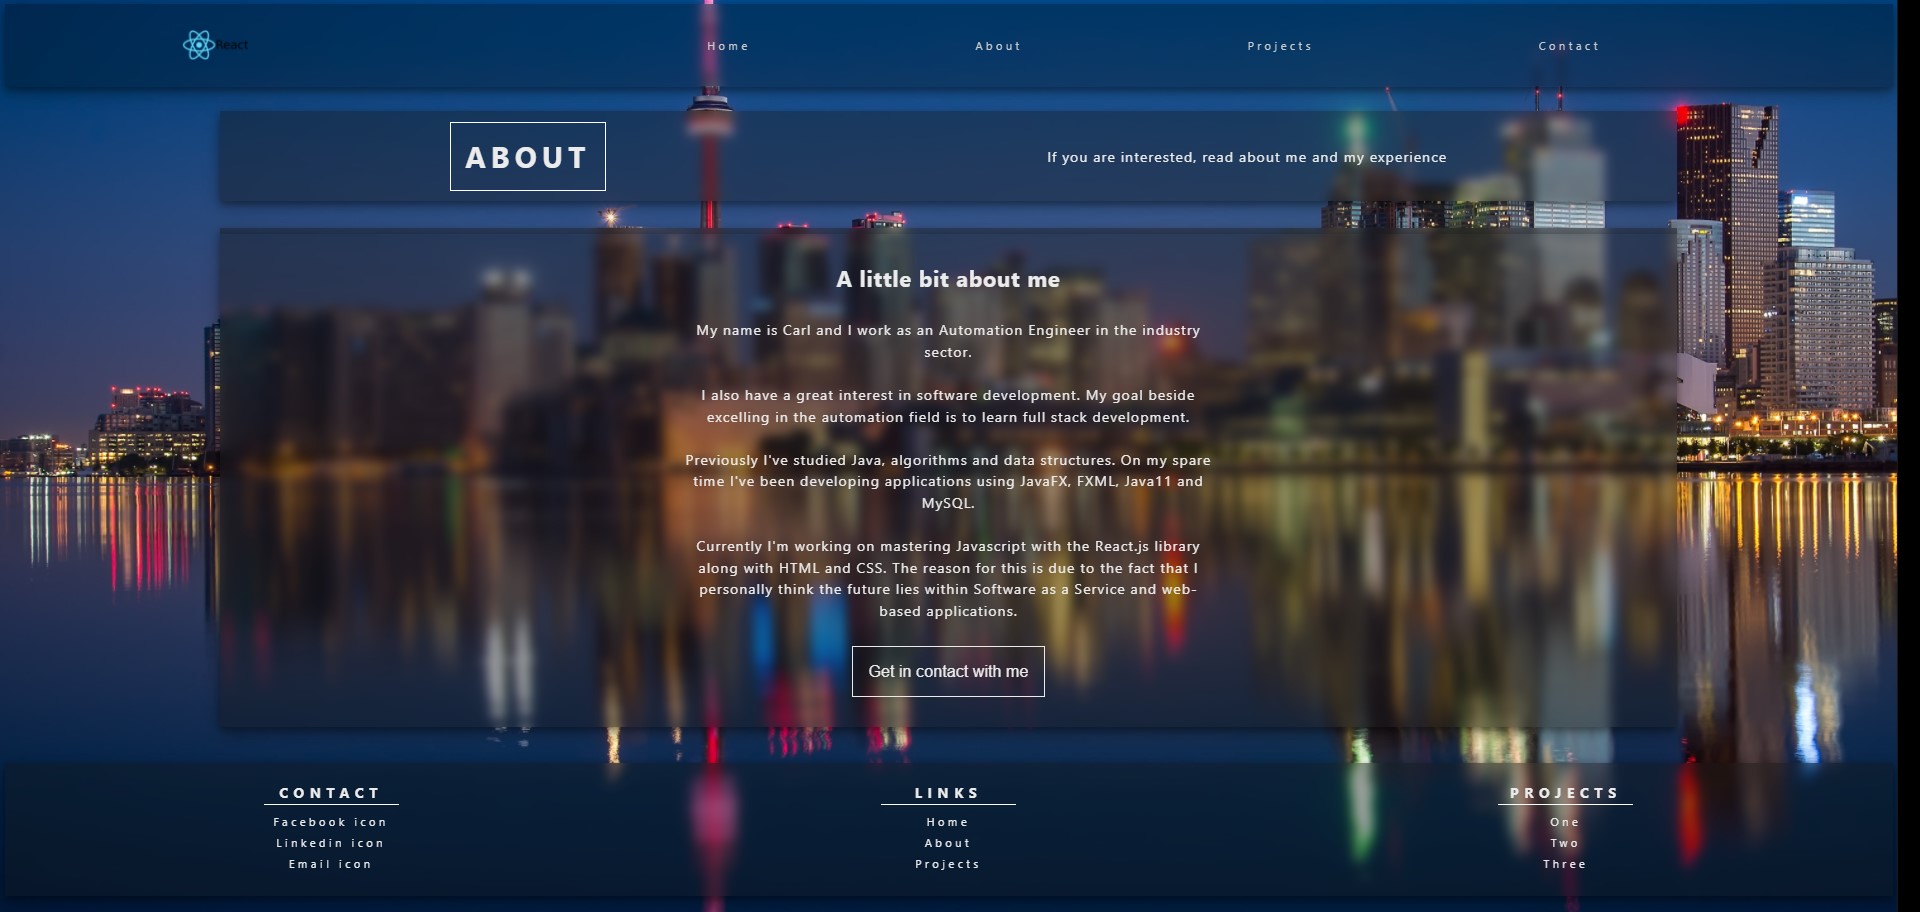 React
Home
About
Projects
Contact
ABOUT
If you are interested, read about me and my experience
A little bit about me
My name is Carl and I work as an Automation Engineer in the industry
sector.
I also have a great interest in software development. My goal beside
excelling in the automation field is to learn full stack development.
Previously I've studied Java, algorithms and data structures. On my spare
time I've been developing applications using JavaFX, FXML, Java11 and
MySQL.
Currently I'm working on mastering Javascript with the React.js library
along with HTML and CSS. The reason for this is due to the fact that I
personally think the future lies within Software as a Service and web-
based applications.
Get in contact with me
CONTACT
Facebook icon
Linkedin icon
Email icon
LINKS
Home
About
Projects
PROJECTS
One
Two
Three